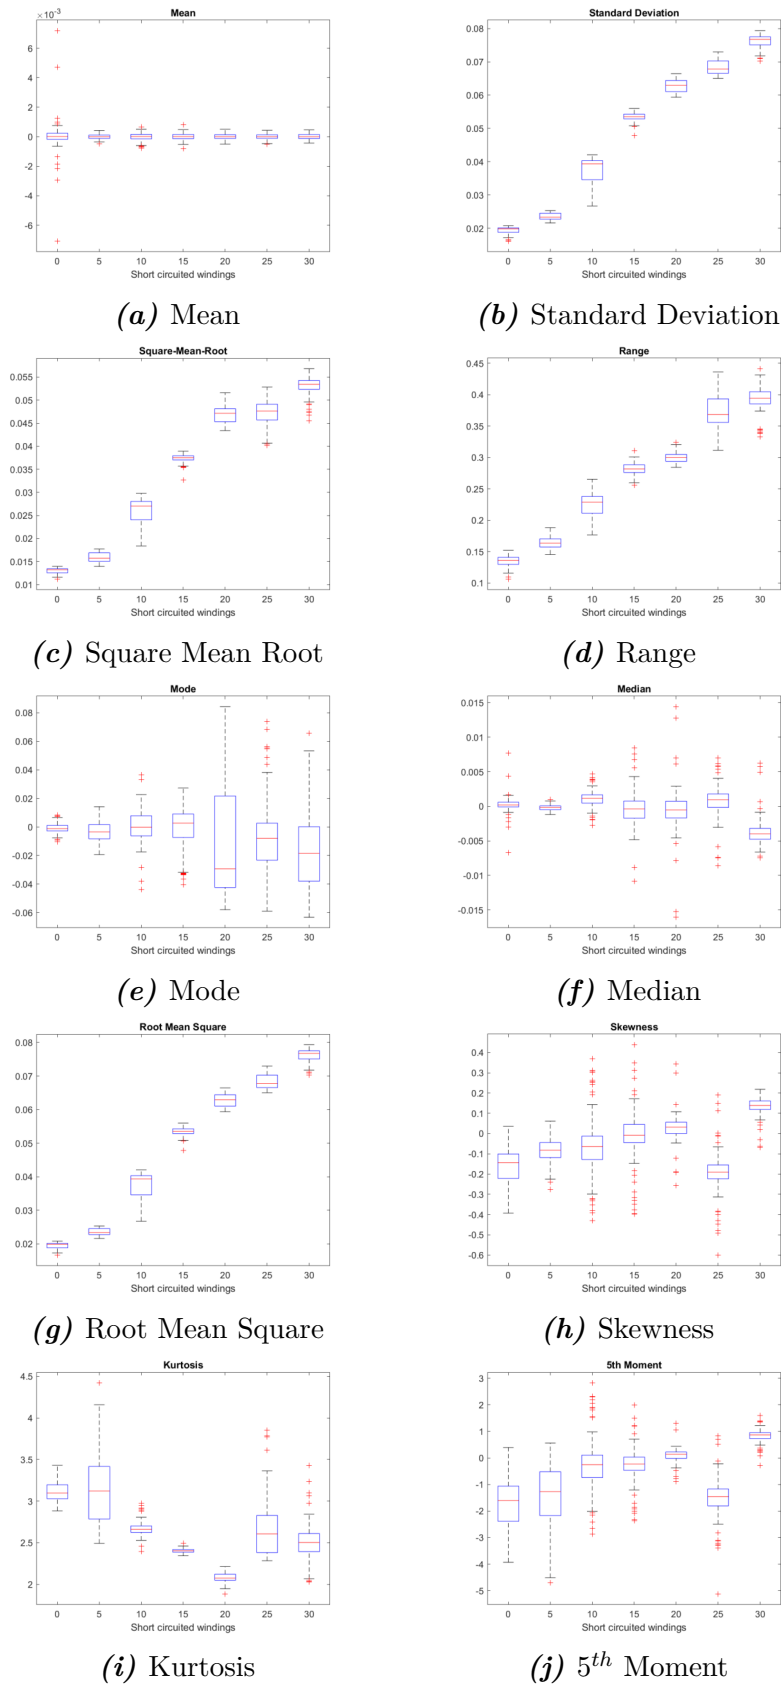 Mean
×10⁻³
6
4
2
0
-2
-4
-6
0 5 10 15 20 25 30
Short circuited windings
(a) Mean
Standard Deviation
0.08
0.07
0.06
0.05
0.04
0.03
0.02
0 5 10 15 20 25 30
Short circuited windings
(b) Standard Deviation
Square-Mean-Root
0.055
0.05
0.045
0.04
0.035
0.03
0.025
0.02
0.015
0.01
0 5 10 15 20 25 30
Short circuited windings
(c) Square Mean Root
Range
0.45
0.4
0.35
0.3
0.25
0.2
0.15
0.1
0 5 10 15 20 25 30
Short circuited windings
(d) Range
Mode
0.08
0.06
0.04
0.02
0.00
-0.02
-0.04
-0.06
0 5 10 15 20 25 30
Short circuited windings
(e) Mode
Median
0.015
0.01
0.005
0
-0.005
-0.01
-0.015
0 5 10 15 20 25 30
Short circuited windings
(f) Median
Root Mean Square
0.08
0.07
0.06
0.05
0.04
0.03
0.02
0 5 10 15 20 25 30
Short circuited windings
(g) Root Mean Square
Skewness
0.4
0.3
0.2
0.1
0
-0.1
-0.2
-0.3
-0.4
-0.5
-0.6
0 5 10 15 20 25 30
Short circuited windings
(h) Skewness
Kurtosis
4.5
4
3.5
3
2.5
2
0 5 10 15 20 25 30
Short circuited windings
(i) Kurtosis
5th Moment
3
2
1
0
-1
-2
-3
-4
-5
0 5 10 15 20 25 30
Short circuited windings
(j) 5th Moment